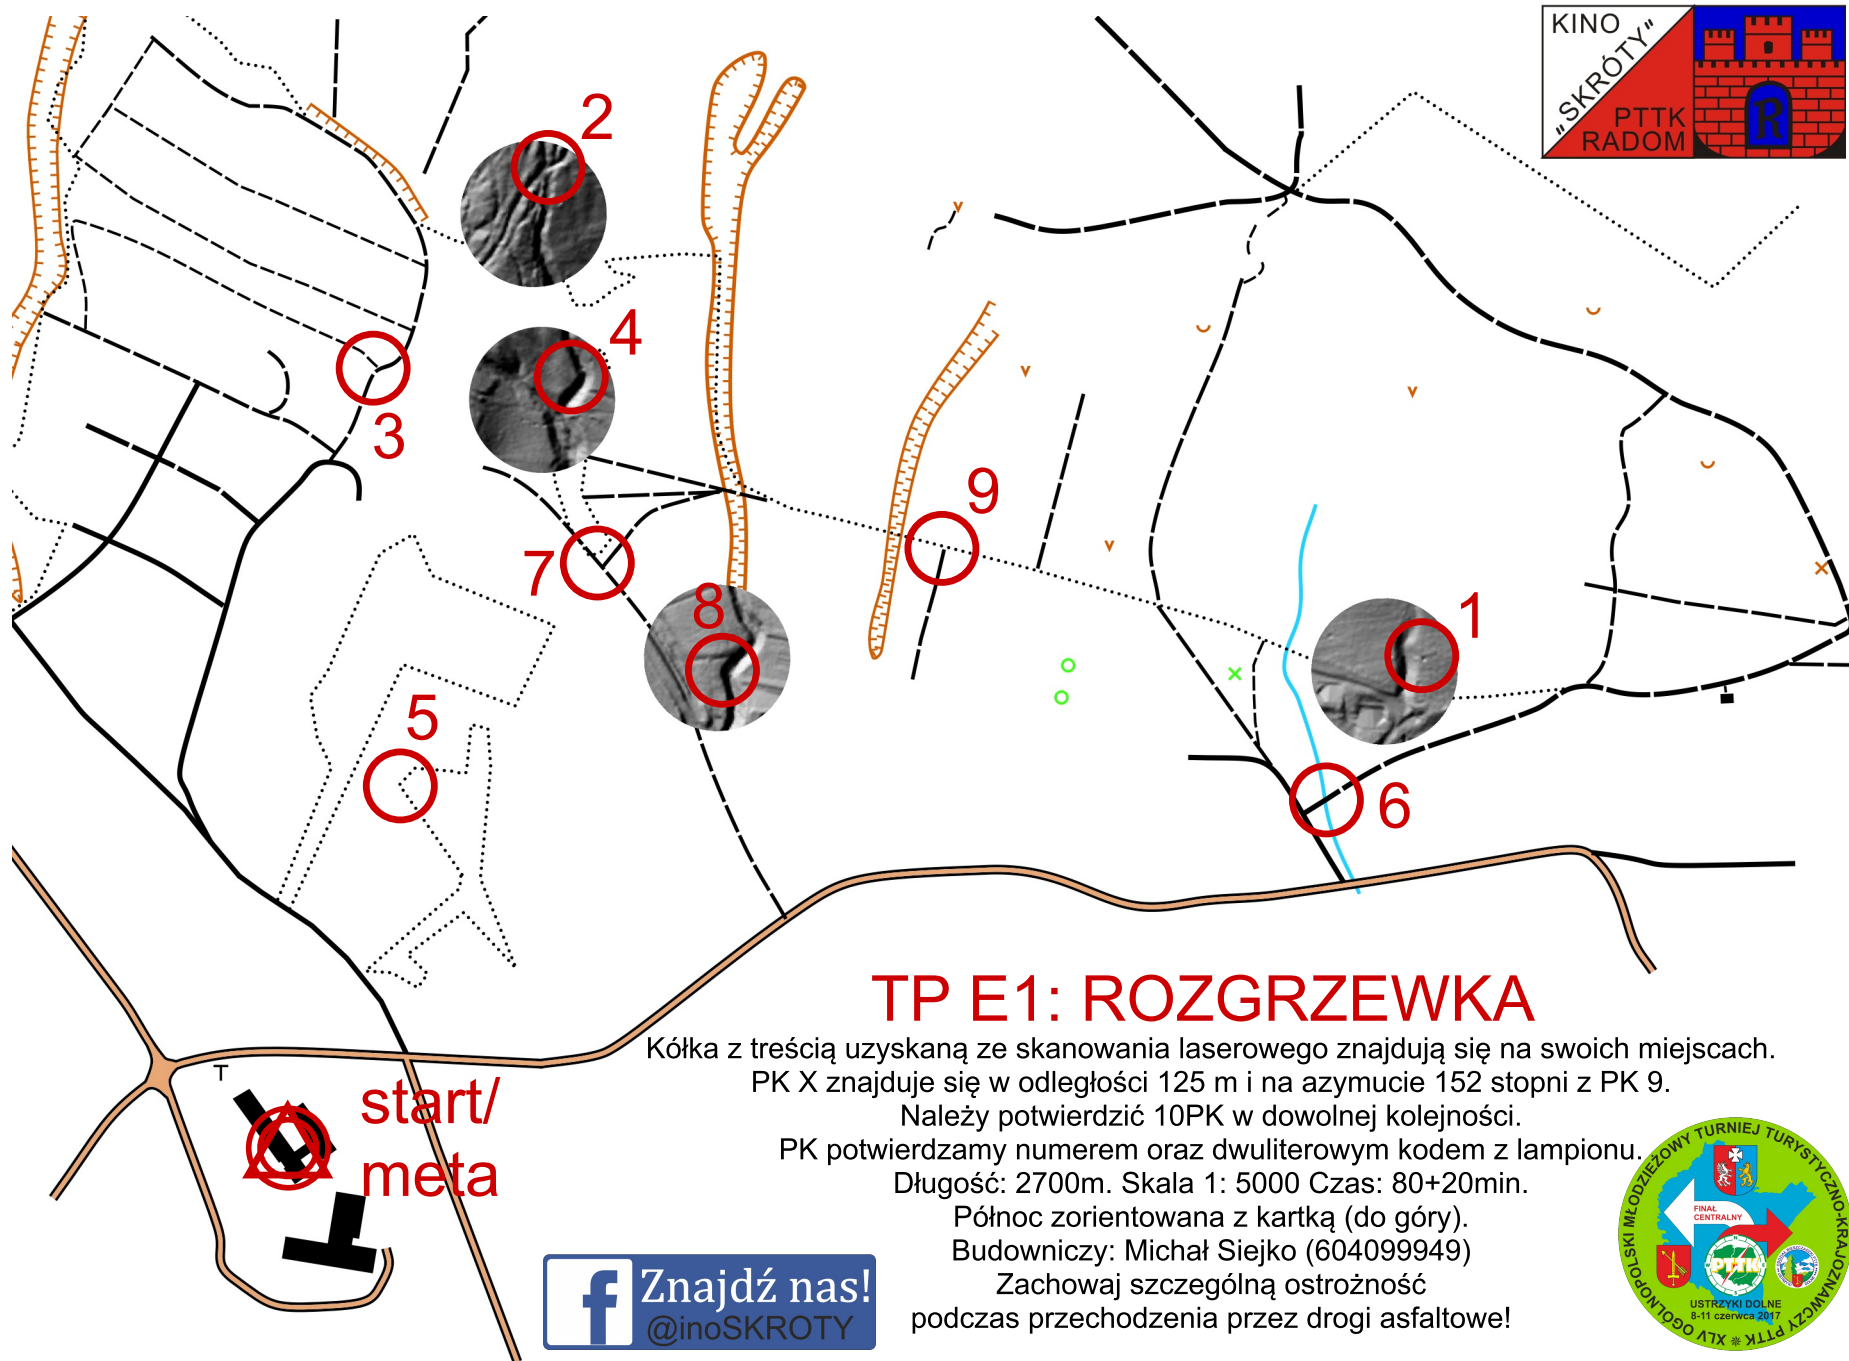 KINO
"SKRÓTY"
PTTK
RADOM
R
2
4
3
9
7
8
1
5
6
TP E1: ROZGRZEWKA
Kółka z treścią uzyskaną ze skanowania laserowego znajdują się na swoich miejscach.
PK X znajduje się w odległości 125 m i na azymucie 152 stopni z PK 9.
Należy potwierdzić 10PK w dowolnej kolejności.
PK potwierdzamy numerem oraz dwuliterowym kodem z lampionu.
Długość: 2700m. Skala 1: 5000 Czas: 80+20min.
Północ zorientowana z kartką (do góry).
Budowniczy: Michał Siejko (604099949)
Zachowaj szczególną ostrożność
podczas przechodzenia przez drogi asfaltowe!
start/
meta
Znajdź nas!
@inoSKROTY
XLV OGÓLNOPOLSKI MŁODZIEŻOWY TURNIEJ TURYSTYCZNO-KRAJOZNAWCZY PTTK
FINAŁ
CENTRALNY
PTTK
USTRZYKI DOLNE
8-11 czerwca 2017